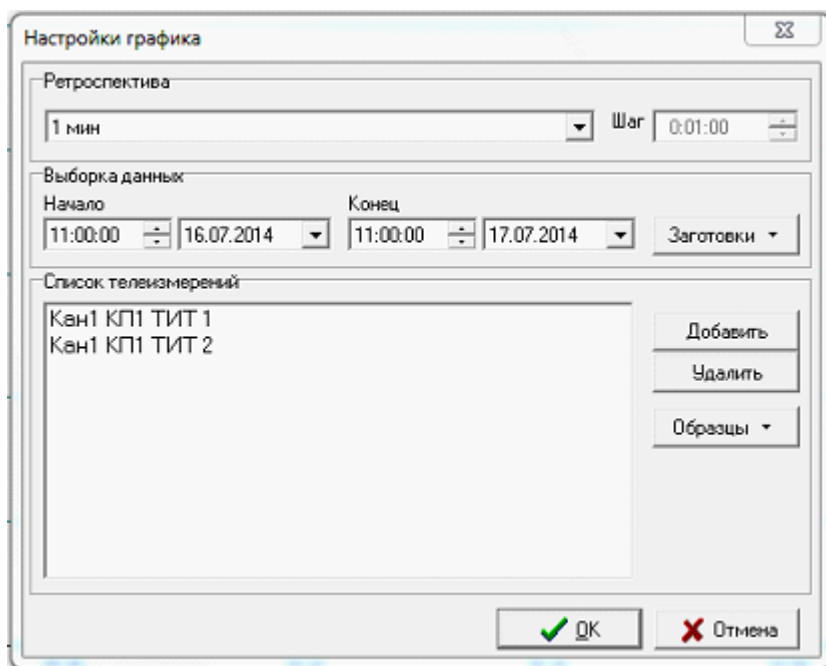 Настройки графика
Ретроспектива
1 мин
Шаг 0:01:00
Выборка данных
Начало Конец
11:00:00 16.07.2014 11:00:00 17.07.2014 Заготовки
Список телеизмерений
Кан1 КП1 ТИТ 1
Кан1 КП1 ТИТ 2
Добавить
Удалить
Образцы
OK Отмена